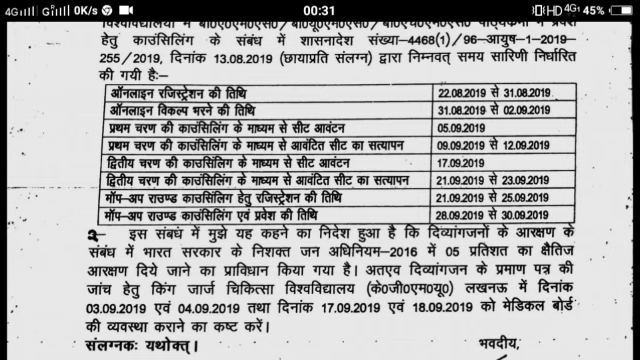 4G 4G 0K/s 00:31 HD 4G 45%
विश्वविद्यालयों में बी०ए०एम०एस०/बी०यू०एम०एस०/बी०एच०एम०एस० पाठ्यक्रमों में प्रवेश
हेतु काउंसिलिंग के संबंध में शासनादेश संख्या-4468(1)/96-आयुष-1-2019-
255/2019, दिनांक 13.08.2019 (छायाप्रति संलग्न) द्वारा निम्नवत् समय सारिणी निर्धारित
की गयी है:-
ऑनलाइन रजिस्ट्रेशन की तिथि 22.08.2019 से 31.08.2019
ऑनलाइन विकल्प भरने की तिथि 31.08.2019 से 02.09.2019
प्रथम चरण की काउंसिलिंग के माध्यम से सीट आवंटन 05.09.2019
प्रथम चरण की काउंसिलिंग के माध्यम से आवंटित सीट का सत्यापन 09.09.2019 से 12.09.2019
द्वितीय चरण की काउंसिलिंग के माध्यम से सीट आवंटन 17.09.2019
द्वितीय चरण की काउंसिलिंग के माध्यम से आवंटित सीट का सत्यापन 21.09.2019 से 23.09.2019
मॉप-अप राउण्ड काउंसिलिंग हेतु रजिस्ट्रेशन की तिथि 21.09.2019 से 25.09.2019
मॉप-अप राउण्ड काउंसिलिंग एवं प्रवेश की तिथि 28.09.2019 से 30.09.2019
2- इस संबंध में मुझे यह कहने का निदेश हुआ है कि दिव्यांगजनों के आरक्षण के
संबंध में भारत सरकार के निशक्त जन अधिनियम-2016 में 05 प्रतिशत का क्षैतिज
आरक्षण दिये जाने का प्राविधान किया गया है। अतएव दिव्यांगजन के प्रमाण पत्र की
जांच हेतु किंग जार्ज चिकित्सा विश्वविद्यालय (के०जी०एम०यू०) लखनऊ में दिनांक
03.09.2019 एवं 04.09.2019 तथा दिनांक 17.09.2019 एवं 18.09.2019 को मेडिकल बोर्ड
की व्यवस्था कराने का कष्ट करें।
संलग्नकः यथोक्त्।
भवदीय,